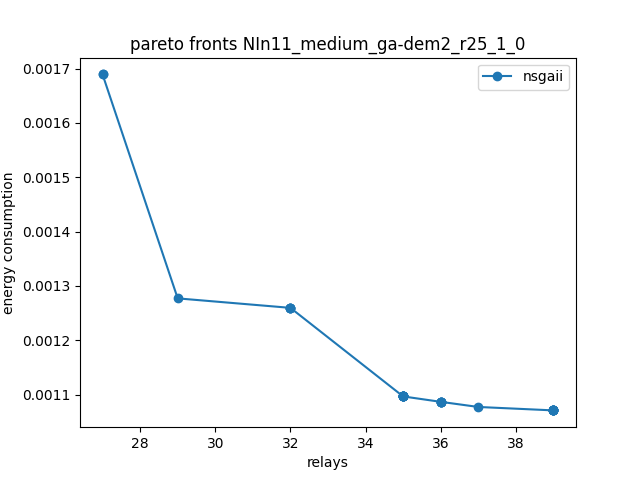 pareto fronts NIn11_medium_ga-dem2_r25_1_0
nsgaii
0.0017
0.0016
0.0015
0.0014
0.0013
0.0012
0.0011
energy consumption
28 30 32 34 36 38
relays